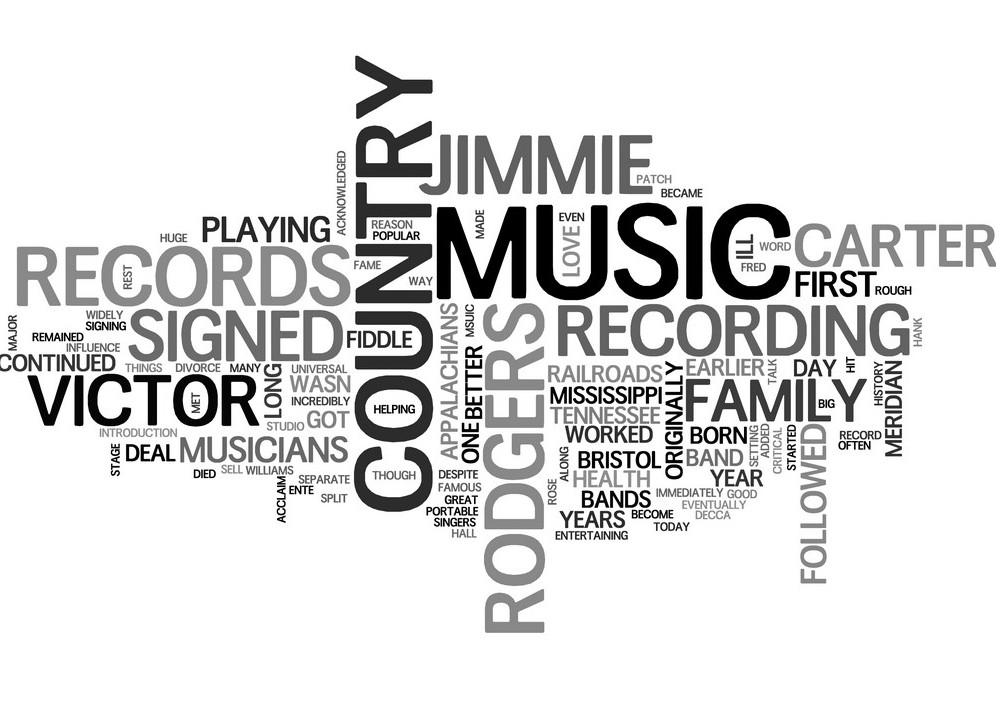 COUNTRY
JIMMIE
PATCH
BECAME
ACKNOWLEDGED
PLAYING
REASON
POPULAR
HUGE
MADE
MUSIC
EVEN
LOVE
ILL
WORD
FRED
CARTER
RECORDS
REST
FAME
WAY
FIRST
ROUGH
WIDELY
SIGNING
MAJOR
REMAINED
INFLUENCE
SIGNED
FIDDLE
APPALACHIANS
MSUIC
RODGERS
RECORDING
HANK
CONTINUED
THINGS
DIVORCE
MANY
UNIVERSAL
LONG
WASN
INCREDIBLY
BETTER
ONE
RAILROADS
MISSISSIPPI
TENNESSEE
ORIGINALLY
EARLIER
TALK
DAY
HIT
HISTORY
MERIDIAN
VICTOR
MET
HELPING
FAMILY
BIG
STUDIO
GOT
INTRODUCTION
WORKED
BORN
SETTING
ADDED
CRITICAL
STARTED
RECORD
OFTEN
STAGE
DEAL
MUSICIANS
BRISTOL
BAND
FOLLOWED
DIED
SELL
WILLIAMS
ACCLAIM
SEPARATE
ENTE
SPLIT
THOUGH
DESPITE
FAMOUS
GREAT
PORTABLE
SINGERS
HALL
ALONG
ROSE
HEALTH
YEAR
BANDS
IMMEDIATELY
GOOD
EVENTUALLY
DECCA
YEARS
BECOME
TODAY
ENTERTAINING